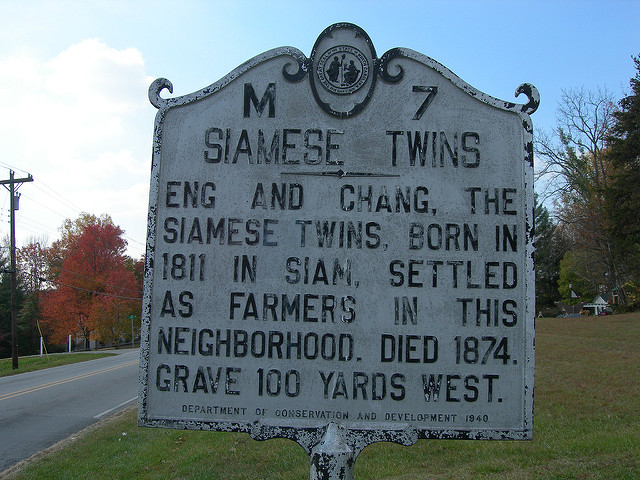 M 7
SIAMESE TWINS
ENG AND CHANG, THE
SIAMESE TWINS, BORN IN
1811 IN SIAM, SETTLED
AS FARMERS IN THIS
NEIGHBORHOOD. DIED 1874.
GRAVE 100 YARDS WEST.
DEPARTMENT OF CONSERVATION AND DEVELOPMENT 1940